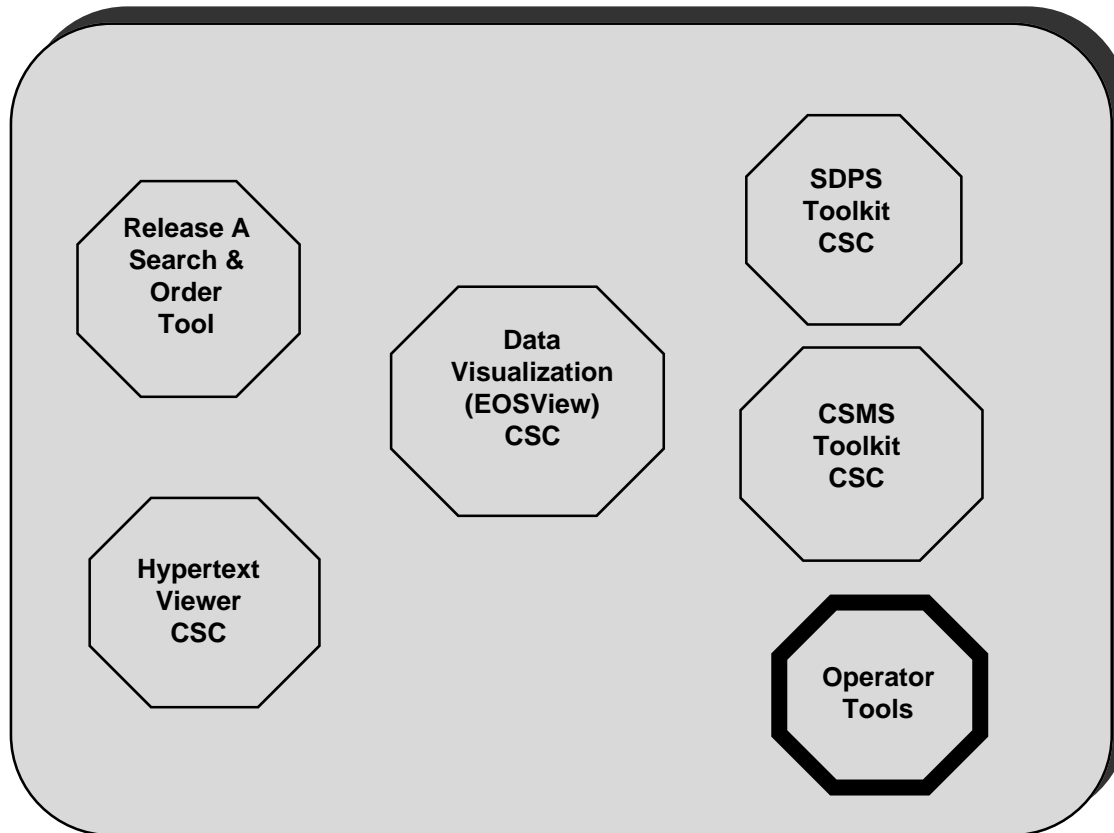 Release A
Search &
Order
Tool
Hypertext
Viewer
CSC
Data
Visualization
(EOSView)
CSC
SDPS
Toolkit
CSC
CSMS
Toolkit
CSC
Operator
Tools